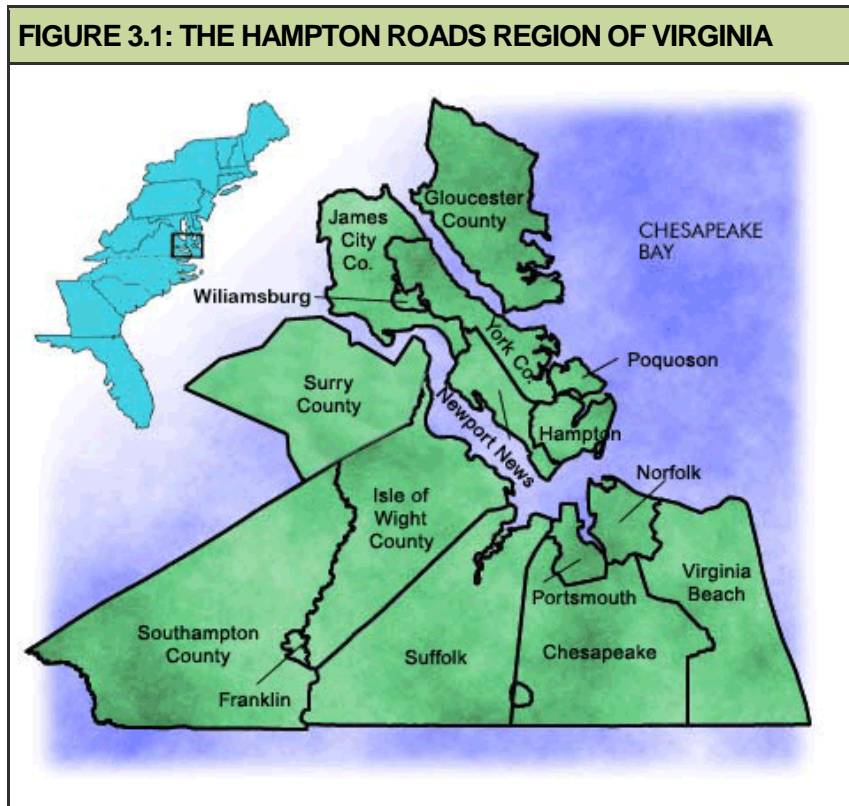 FIGURE 3.1: THE HAMPTON ROADS REGION OF VIRGINIA
Gloucester
County
James
City
Co.
CHESAPEAKE
BAY
Wiliamsburg
York Co.
Poquoson
Surry
County
Newport News
Hampton
Norfolk
Isle of
Wight
County
Virginia
Beach
Portsmouth
Southampton
County
Suffolk
Chesapeake
Franklin